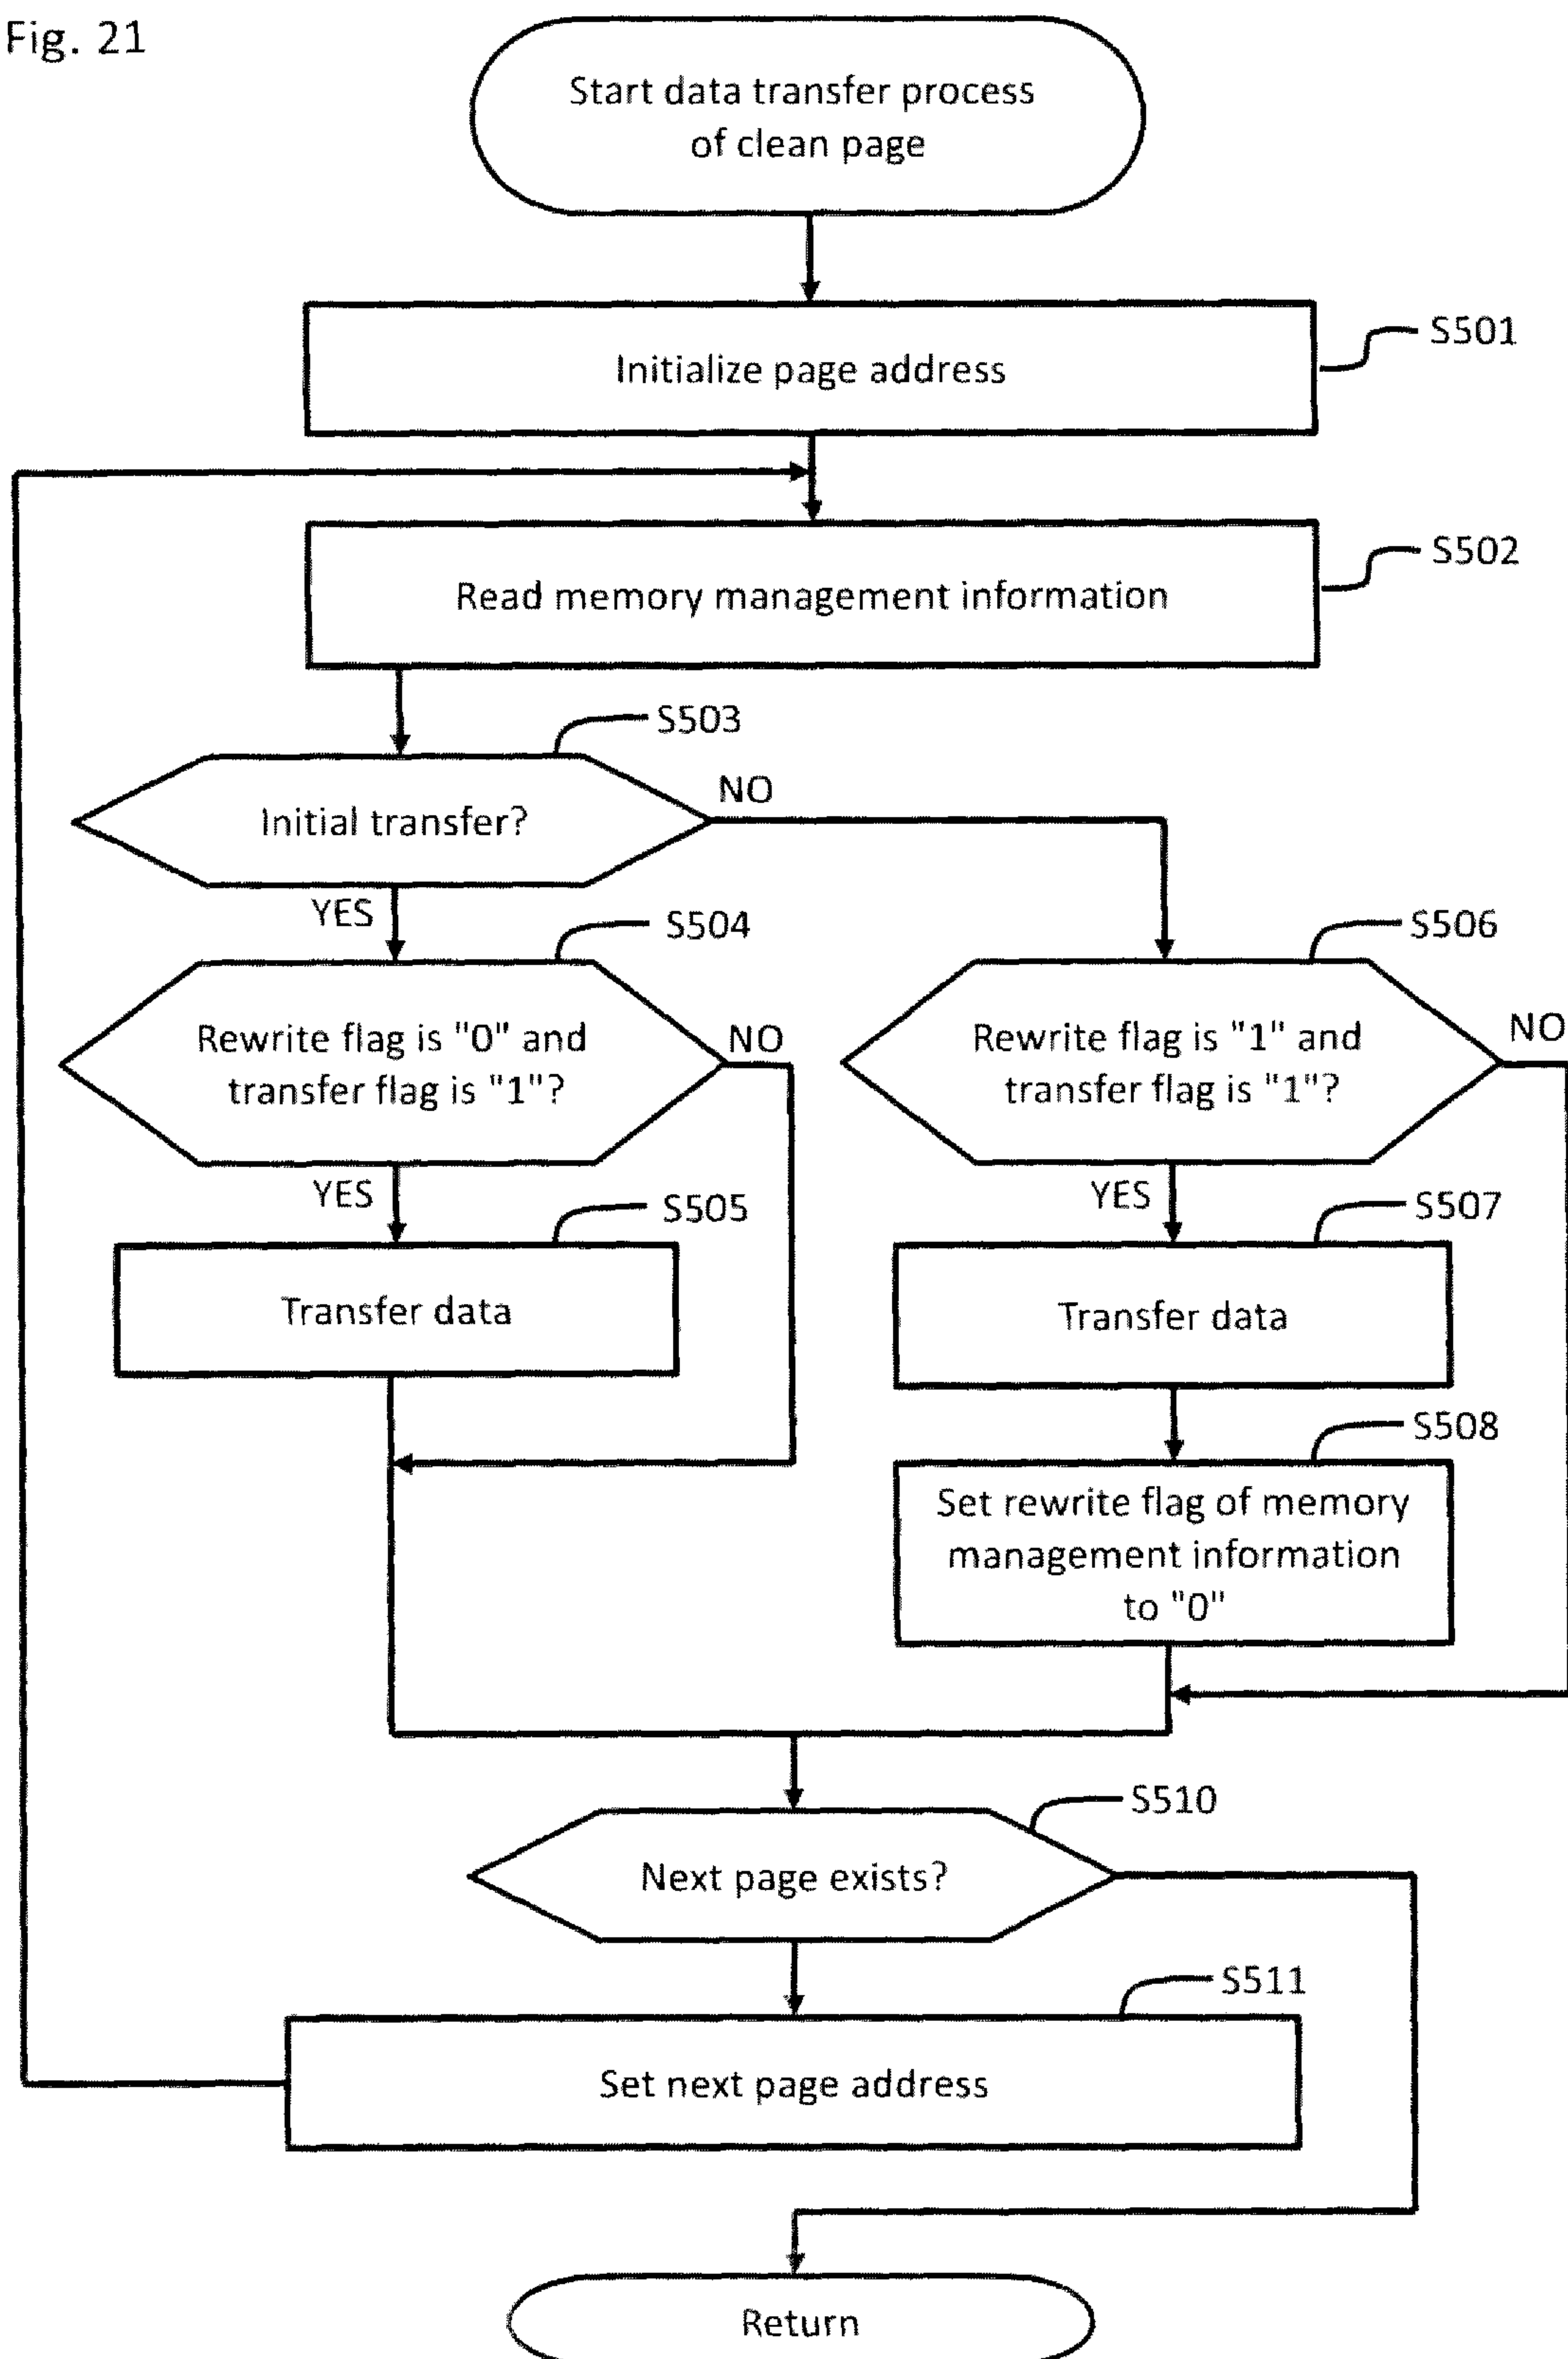 Fig. 21
Start data transfer process
of clean page
S501
Initialize page address
S502
Read memory management information
S503
Initial transfer?
NO
YES
S504
S506
Rewrite flag is "0" and
transfer flag is "1"?
NO
Rewrite flag is "1" and
transfer flag is "1"?
NO
YES
S505
YES
S507
Transfer data
Transfer data
S508
Set rewrite flag of memory
management information
to "0"
S510
Next page exists?
S511
Set next page address
Return